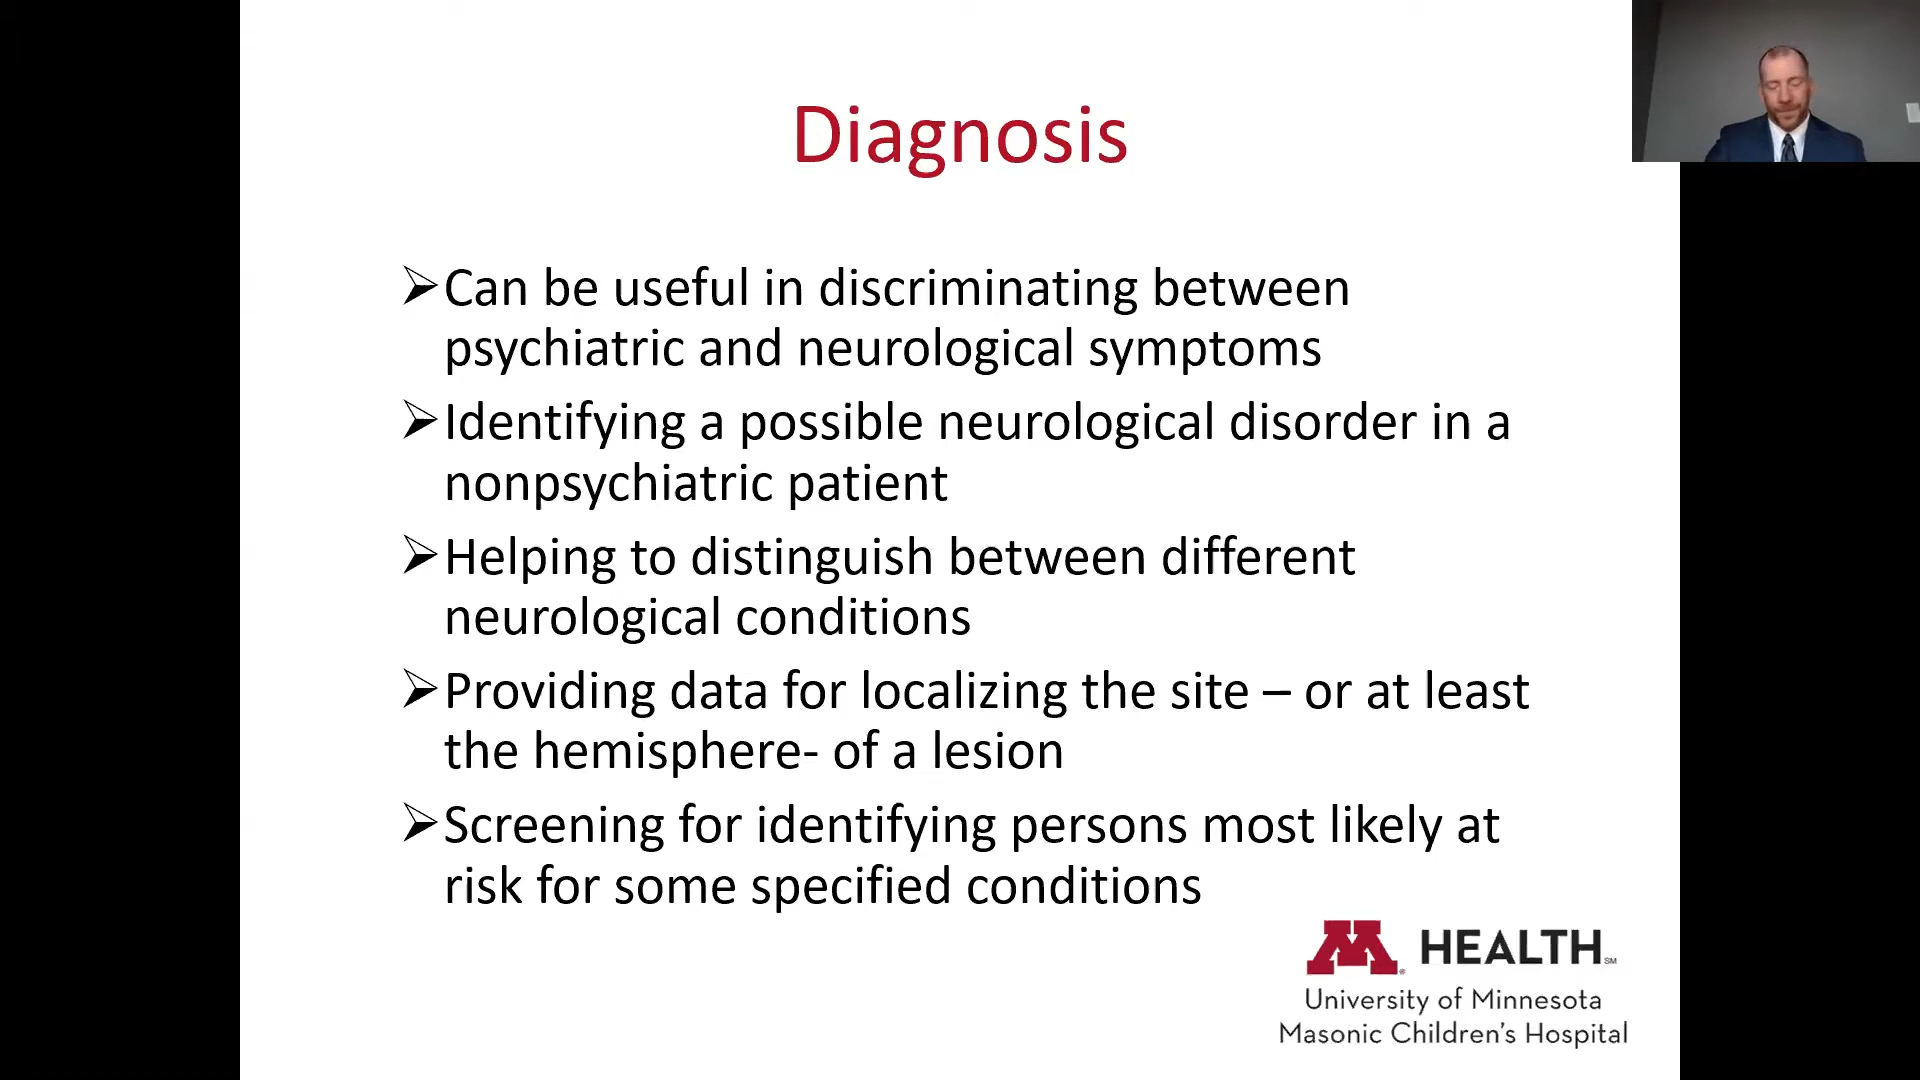 Diagnosis
➢Can be useful in discriminating between
psychiatric and neurological symptoms
➢Identifying a possible neurological disorder in a
nonpsychiatric patient
➢Helping to distinguish between different
neurological conditions
➢Providing data for localizing the site – or at least
the hemisphere- of a lesion
➢Screening for identifying persons most likely at
risk for some specified conditions
M® HEALTH℠
University of Minnesota
Masonic Children's Hospital